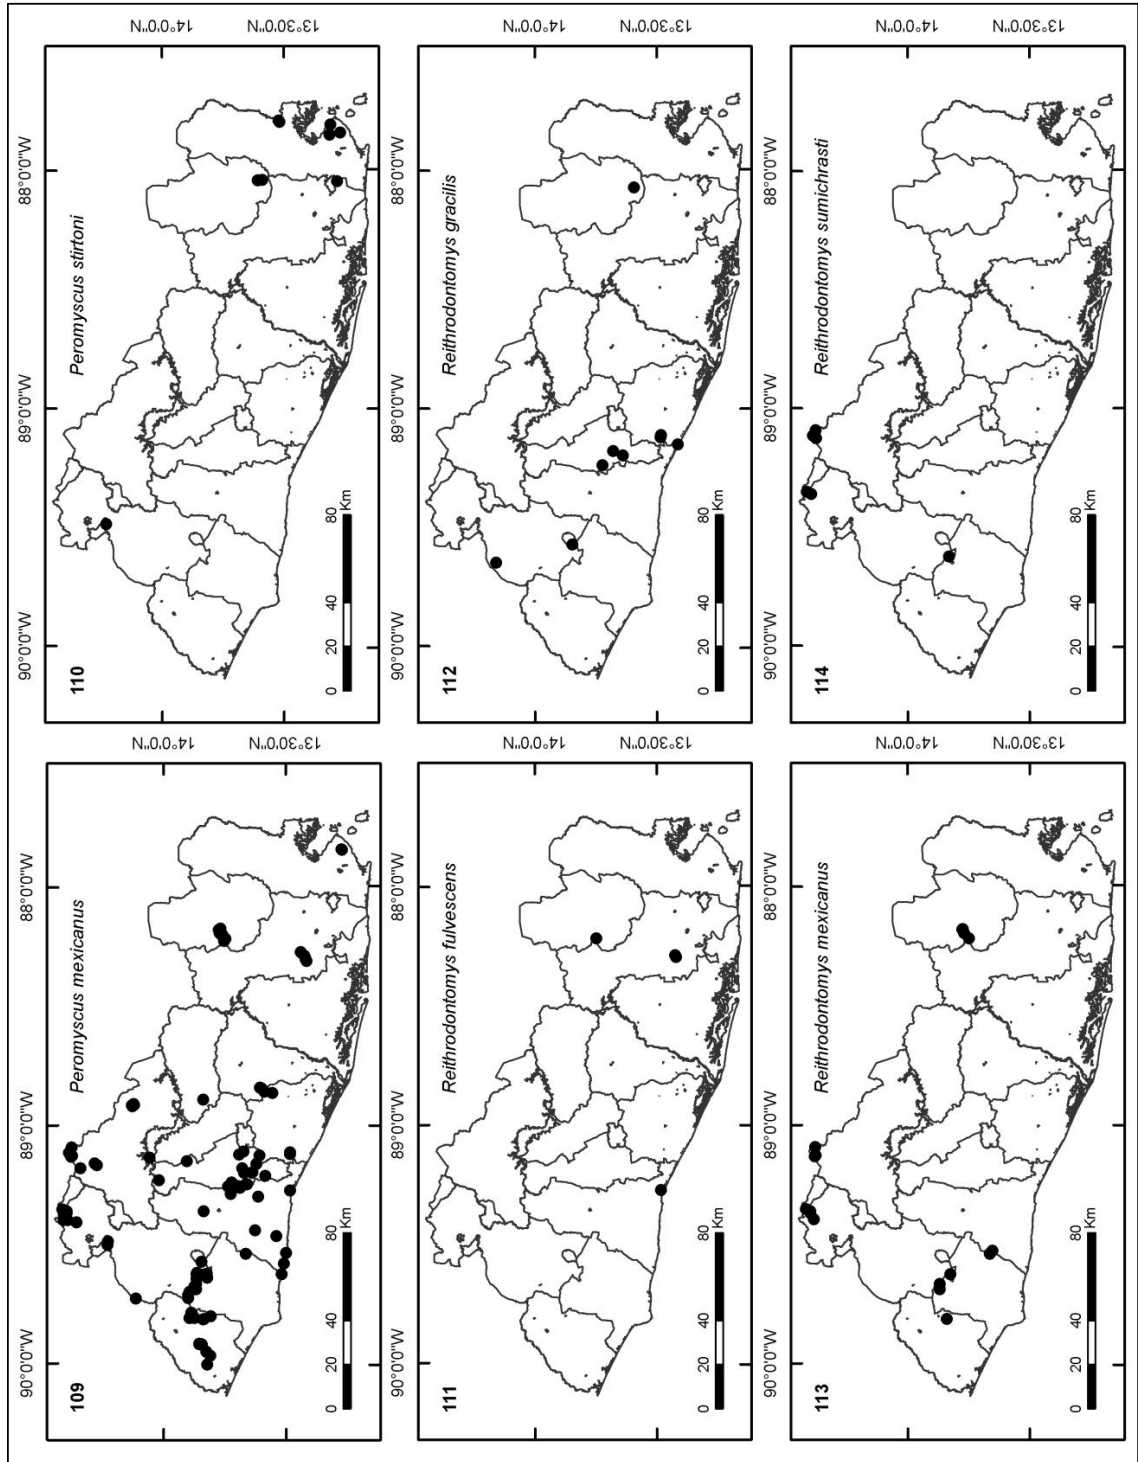 90°0'0"W 89°0'0"W 88°0'0"W
109
Peromyscus mexicanus
14°0'0"N
13°30'0"N
0 20 40 80 Km
90°0'0"W 89°0'0"W 88°0'0"W
110
Peromyscus stirtoni
14°0'0"N
13°30'0"N
0 20 40 80 Km
90°0'0"W 89°0'0"W 88°0'0"W
111
Reithrodontomys fulvescens
14°0'0"N
13°30'0"N
0 20 40 80 Km
90°0'0"W 89°0'0"W 88°0'0"W
112
Reithrodontomys gracilis
14°0'0"N
13°30'0"N
0 20 40 80 Km
90°0'0"W 89°0'0"W 88°0'0"W
113
Reithrodontomys mexicanus
14°0'0"N
13°30'0"N
0 20 40 80 Km
90°0'0"W 89°0'0"W 88°0'0"W
114
Reithrodontomys sumichrasti
14°0'0"N
13°30'0"N
0 20 40 80 Km